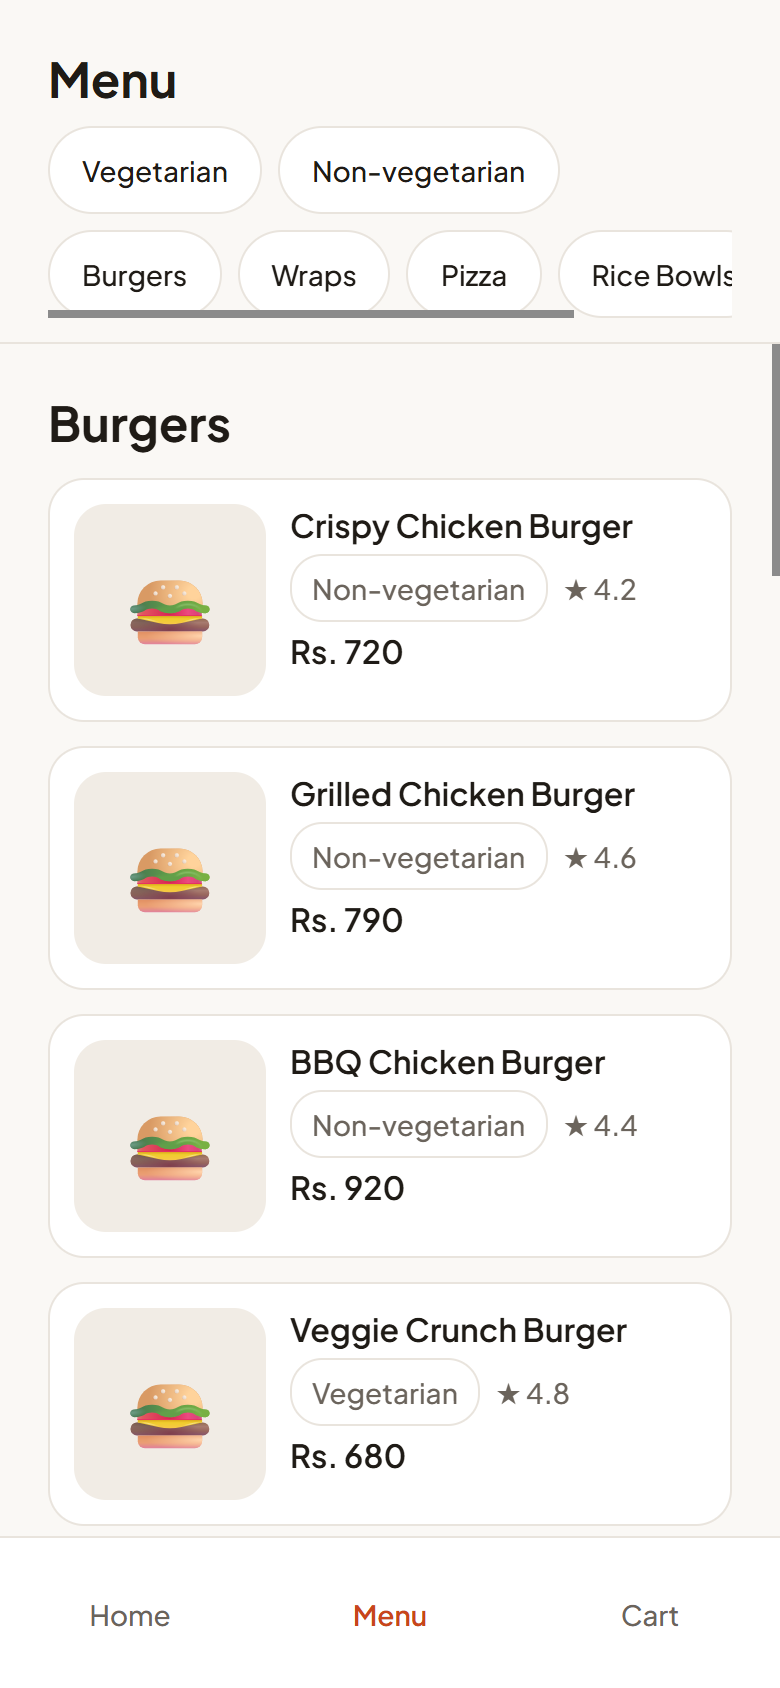 Menu
Vegetarian Non-vegetarian
Burgers Wraps Pizza Rice Bowls
Burgers
Crispy Chicken Burger
Non-vegetarian ★ 4.2
Rs. 720
Grilled Chicken Burger
Non-vegetarian ★ 4.6
Rs. 790
BBQ Chicken Burger
Non-vegetarian ★ 4.4
Rs. 920
Veggie Crunch Burger
Vegetarian ★ 4.8
Rs. 680
Home Menu Cart